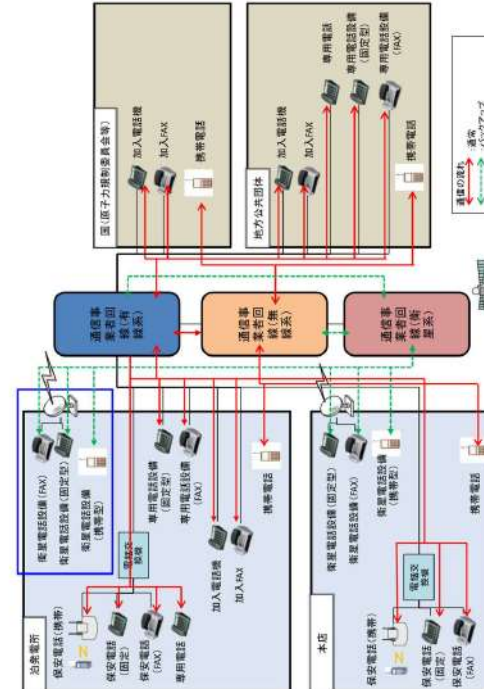 泊発電所
保安電話(携帯)
保安電話
(固定)
保安電話
(FAX)
専用電話
電話交
換機
衛星電話設備(FAX)
衛星電話設備(固定型)
衛星電話設備
(携帯型)
専用電話設備
(固定型)
専用電話設備
(FAX)
加入電話機
加入FAX
携帯電話
本店
保安電話(携帯)
保安電話
(固定)
保安電話
(FAX)
電話交
換機
衛星電話設備(固定型)
衛星電話設備(FAX)
衛星電話設備
(携帯型)
携帯電話
通信事
業者回
線(有
線系)
通信事
業者回
線(無
線系)
通信事
業者回
線(衛
星系)
国(原子力規制委員会等)
加入電話機
加入FAX
携帯電話
地方公共団体
加入電話機
加入FAX
専用電話
専用電話設備
(固定型)
専用電話設備
(FAX)
携帯電話
通信の流れ
:通常
:バックアップ